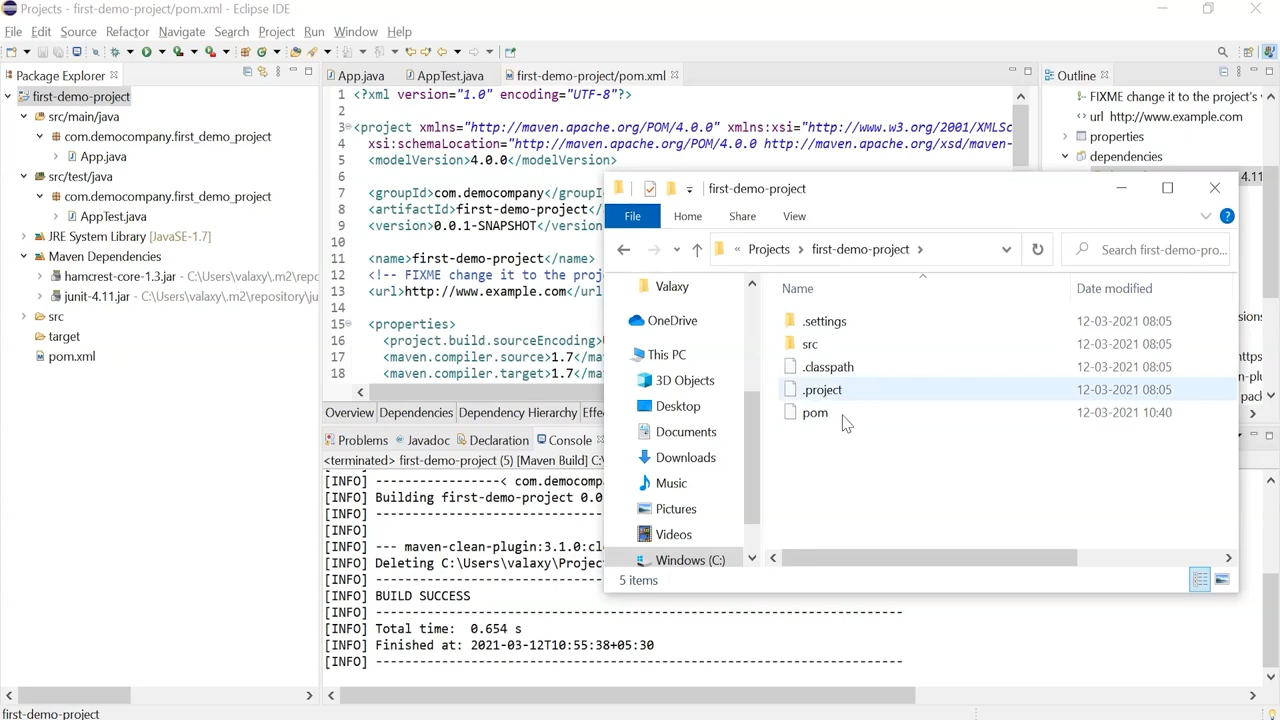 Projects - first-demo-project/pom.xml - Eclipse IDE
File Edit Source Refactor Navigate Search Project Run Window Help
Package Explorer
first-demo-project
src/main/java
com.democompany.first_demo_project
App.java
src/test/java
com.democompany.first_demo_project
AppTest.java
JRE System Library [JavaSE-1.7]
Maven Dependencies
hamcrest-core-1.3.jar - C:\Users\valaxy\.m2\repo
junit-4.11.jar - C:\Users\valaxy\.m2\repository\ju
src
target
pom.xml
App.java AppTest.java first-demo-project/pom.xml
1 <?xml version="1.0" encoding="UTF-8"?>
2
3 <project xmlns="http://maven.apache.org/POM/4.0.0" xmlns:xsi="http://www.w3.org/2001/XMLSc
4 xsi:schemaLocation="http://maven.apache.org/POM/4.0.0 http://maven.apache.org/xsd/maven-
5 <modelVersion>4.0.0</modelVersion>
6
7 <groupId>com.democompany</groupI
8 <artifactId>first-demo-project</
9 <version>0.0.1-SNAPSHOT</version
10
11 <name>first-demo-project</name>
12 <!-- FIXME change it to the proj
13 <url>http://www.example.com</url
14
15 <properties>
16 <project.build.sourceEncoding>
17 <maven.compiler.source>1.7</ma
18 <maven.compiler.target>1.7</ma
Overview Dependencies Dependency Hierarchy Effe
Outline
FIXME change it to the project's
url http://www.example.com
properties
dependencies
4.11
Problems Javadoc Declaration Console
<terminated> first-demo-project (5) [Maven Build] C:
[INFO] ----------------< com.democompa
[INFO] Building first-demo-project 0.0
[INFO] --------------------------------
[INFO]
[INFO] --- maven-clean-plugin:3.1.0:cl
[INFO] Deleting C:\Users\valaxy\Projec
[INFO] ------------------------------------------------------------------------
[INFO] BUILD SUCCESS
[INFO] ------------------------------------------------------------------------
[INFO] Total time:  0.654 s
[INFO] Finished at: 2021-03-12T10:55:38+05:30
[INFO] ------------------------------------------------------------------------
first-demo-project
first-demo-project
File Home Share View
« Projects › first-demo-project ›
Search first-demo-pro...
Valaxy
OneDrive
This PC
3D Objects
Desktop
Documents
Downloads
Music
Pictures
Videos
Windows (C:)
Name Date modified
.settings 12-03-2021 08:05
src 12-03-2021 08:05
.classpath 12-03-2021 08:05
.project 12-03-2021 08:05
pom 12-03-2021 10:40
5 items